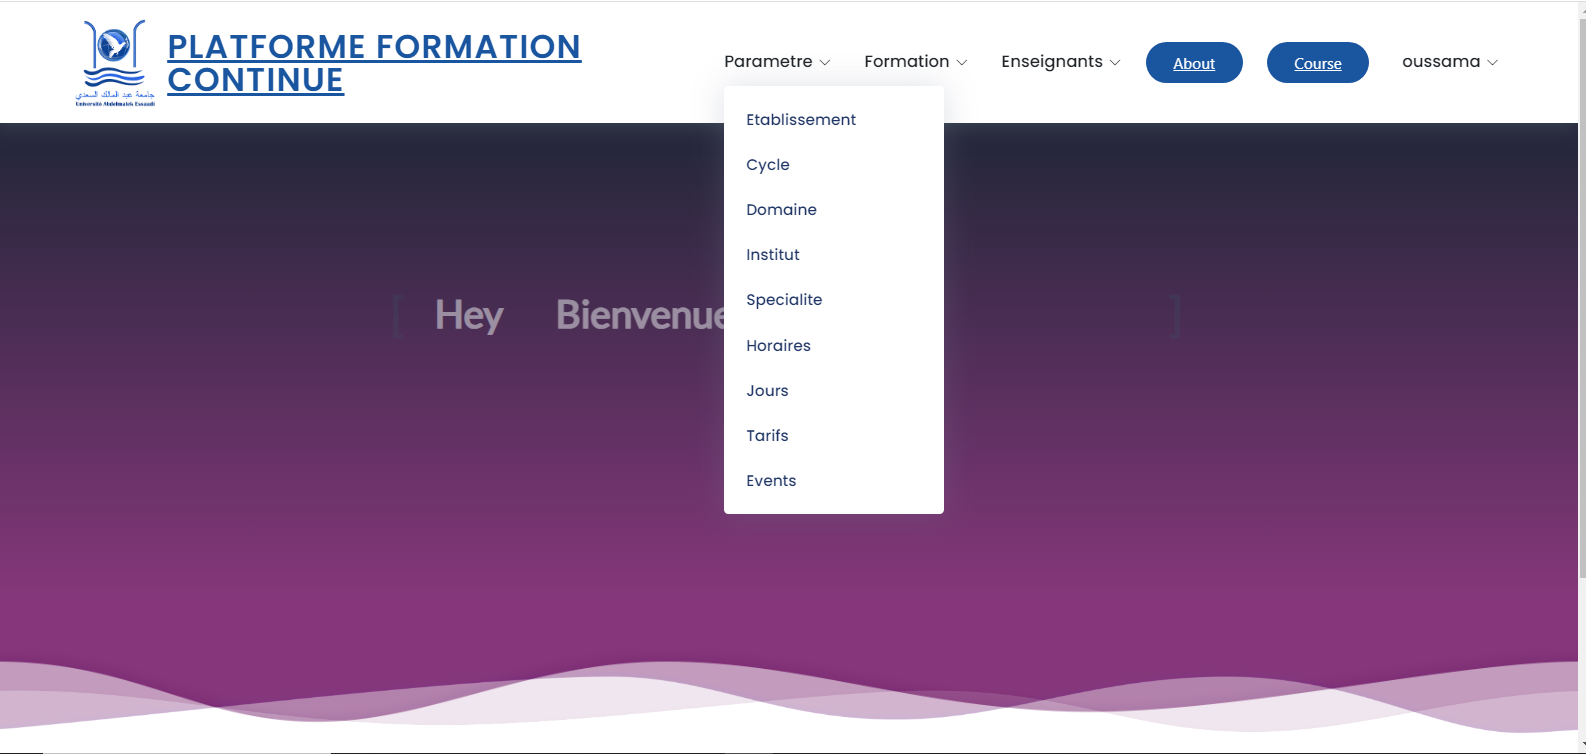 PLATFORME FORMATION
CONTINUE
جامعة عبد المالك السعدي
Université Abdelmalek Essaadi
Parametre
Formation
Enseignants
About
Course
oussama
Etablissement
Cycle
Domaine
Institut
Specialite
Horaires
Jours
Tarifs
Events
[ Hey Bienvenue ]